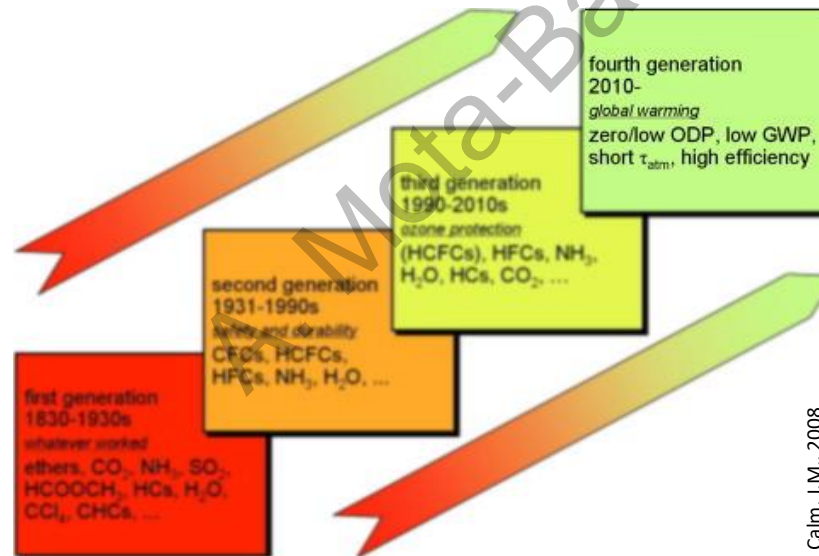 fourth generation
2010-
global warming
zero/low ODP, low GWP,
short τatm, high efficiency
third generation
1990-2010s
ozone protection
(HCFCs), HFCs, NH₃,
H₂O, HCs, CO₂, ...
second generation
1931-1990s
safety and durability
CFCs, HCFCs,
HFCs, NH₃, H₂O, ...
first generation
1830-1930s
whatever worked
ethers, CO₂, NH₃, SO₂,
HCOOCH₃, HCs, H₂O,
CCl₄, CHCs, ...
Calm, J.M., 2008
A. Mota-Ba